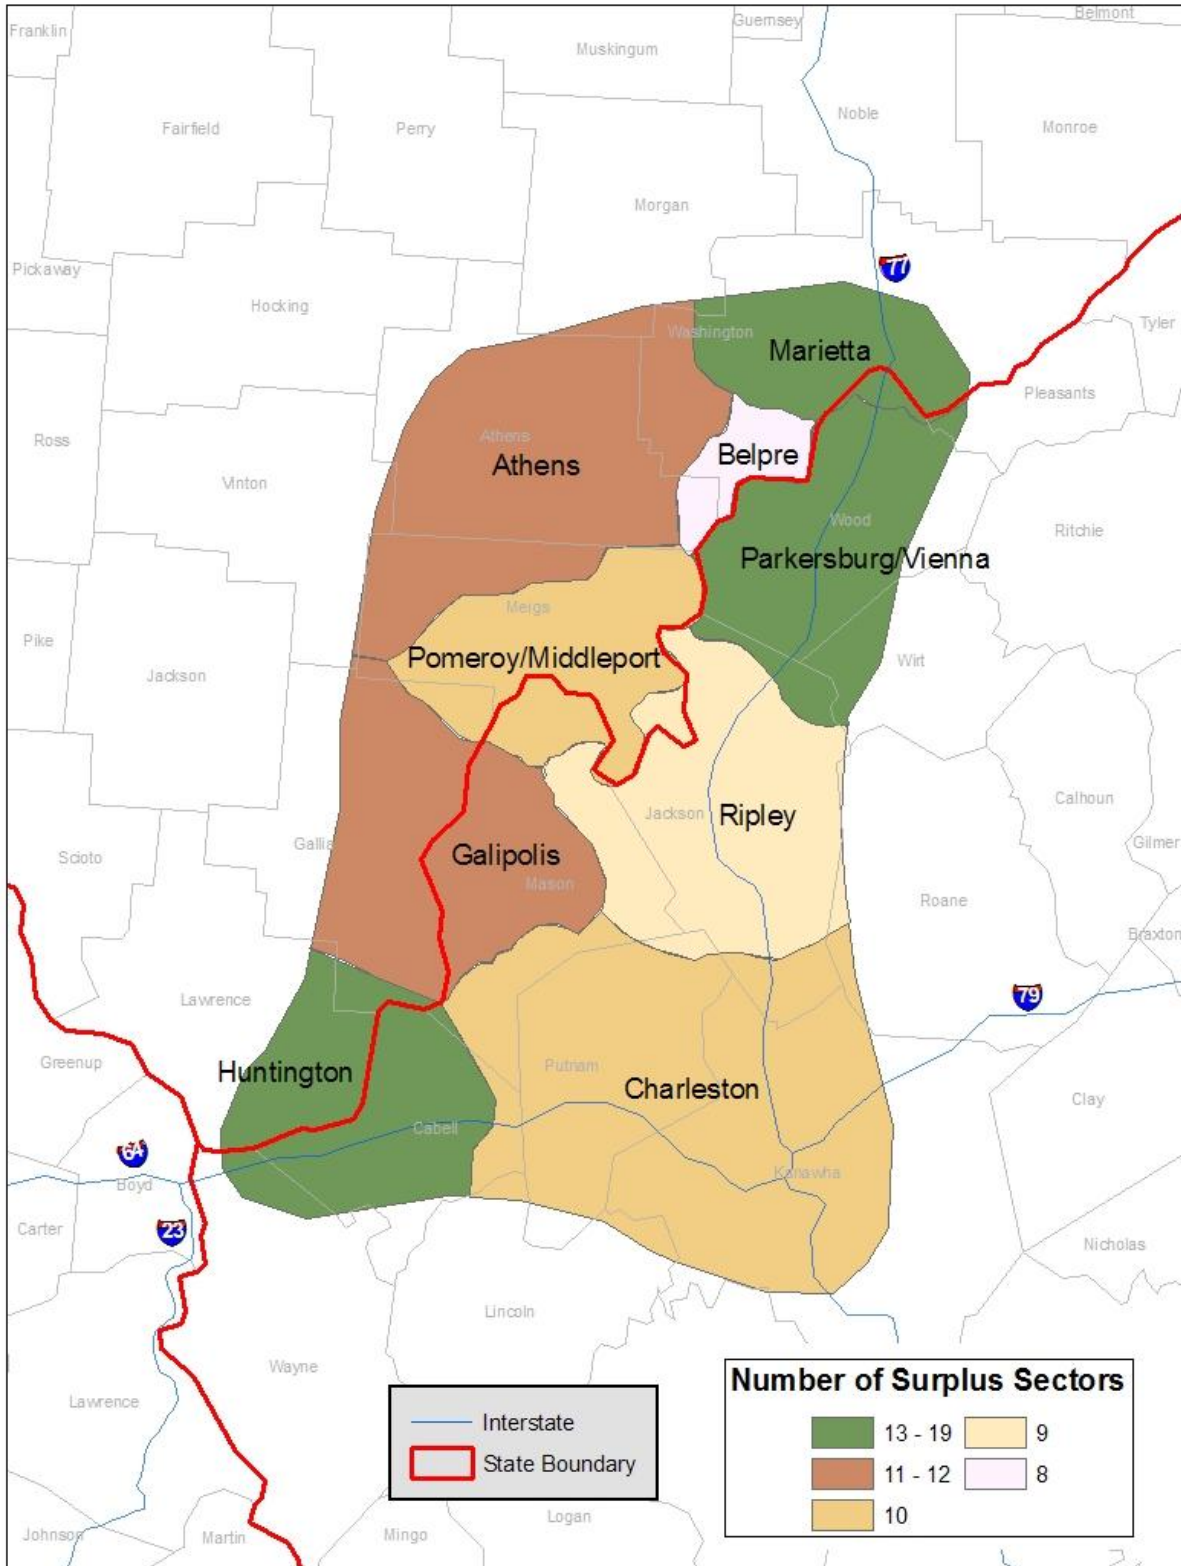 Franklin
Guernsey
Belmont
Muskingum
Noble
Fairfield
Perry
Monroe
Morgan
77
Pickaway
Hocking
Tyler
Washington
Marietta
Pleasants
Ross
Athens
Belpre
Athens
Vinton
Wood
Ritchie
Parkersburg/Vienna
Meigs
Pike
Pomeroy/Middleport
Wirt
Jackson
Calhoun
Jackson
Ripley
Gallia
Gilmer
Scioto
Galipolis
Mason
Roane
Braxton
Lawrence
79
Greenup
Huntington
Putnam
Charleston
Clay
Cabell
64
Kanawha
Boyd
Carter
23
Nicholas
Lincoln
Wayne
Number of Surplus Sectors
Lawrence
Interstate
13 - 19
9
State Boundary
11 - 12
8
10
Logan
Johnson
Martin
Mingo